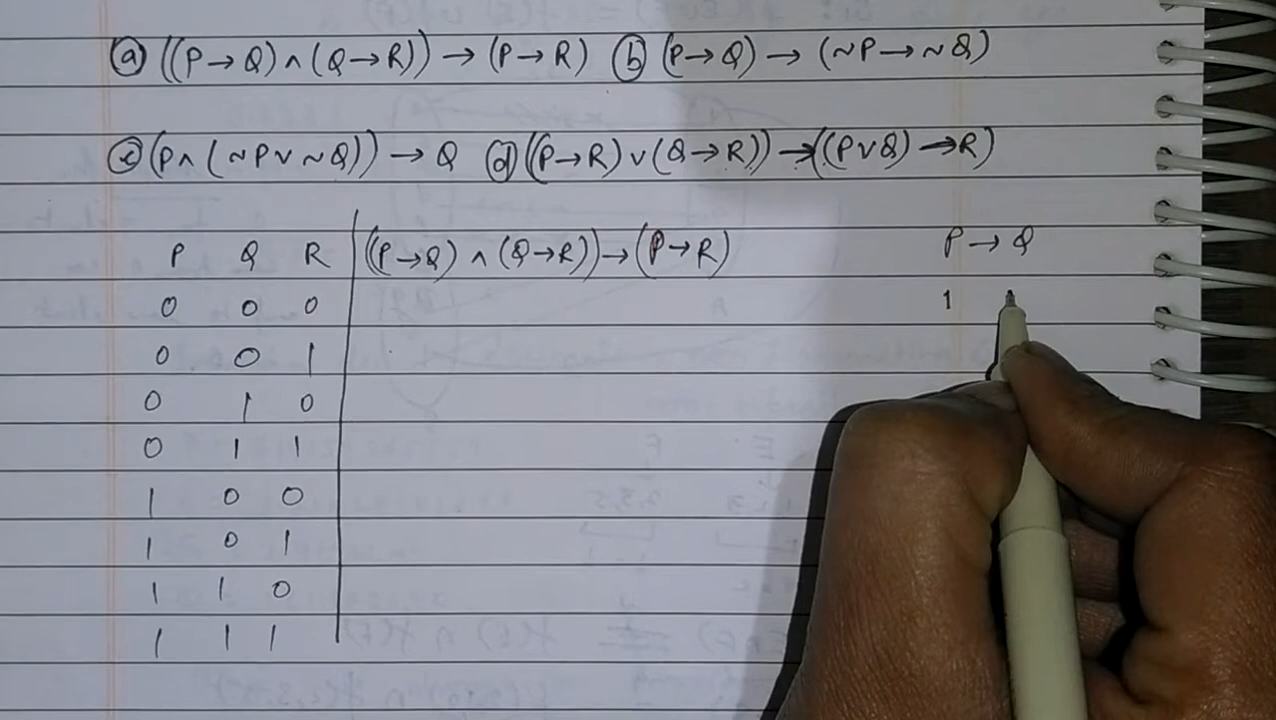 ⓐ ((P→Q)∧(Q→R))→(P→R) ⓑ (P→Q)→(~P→~Q)
ⓒ (P∧(~P∨~Q))→Q ⓓ ((P→R)∨(Q→R))→((P∨Q)→R)
P Q R ((P→Q)∧(Q→R))→(P→R) P→Q
0 0 0 1
0 0 1
0 1 0
0 1 1
1 0 0
1 0 1
1 1 0
1 1 1